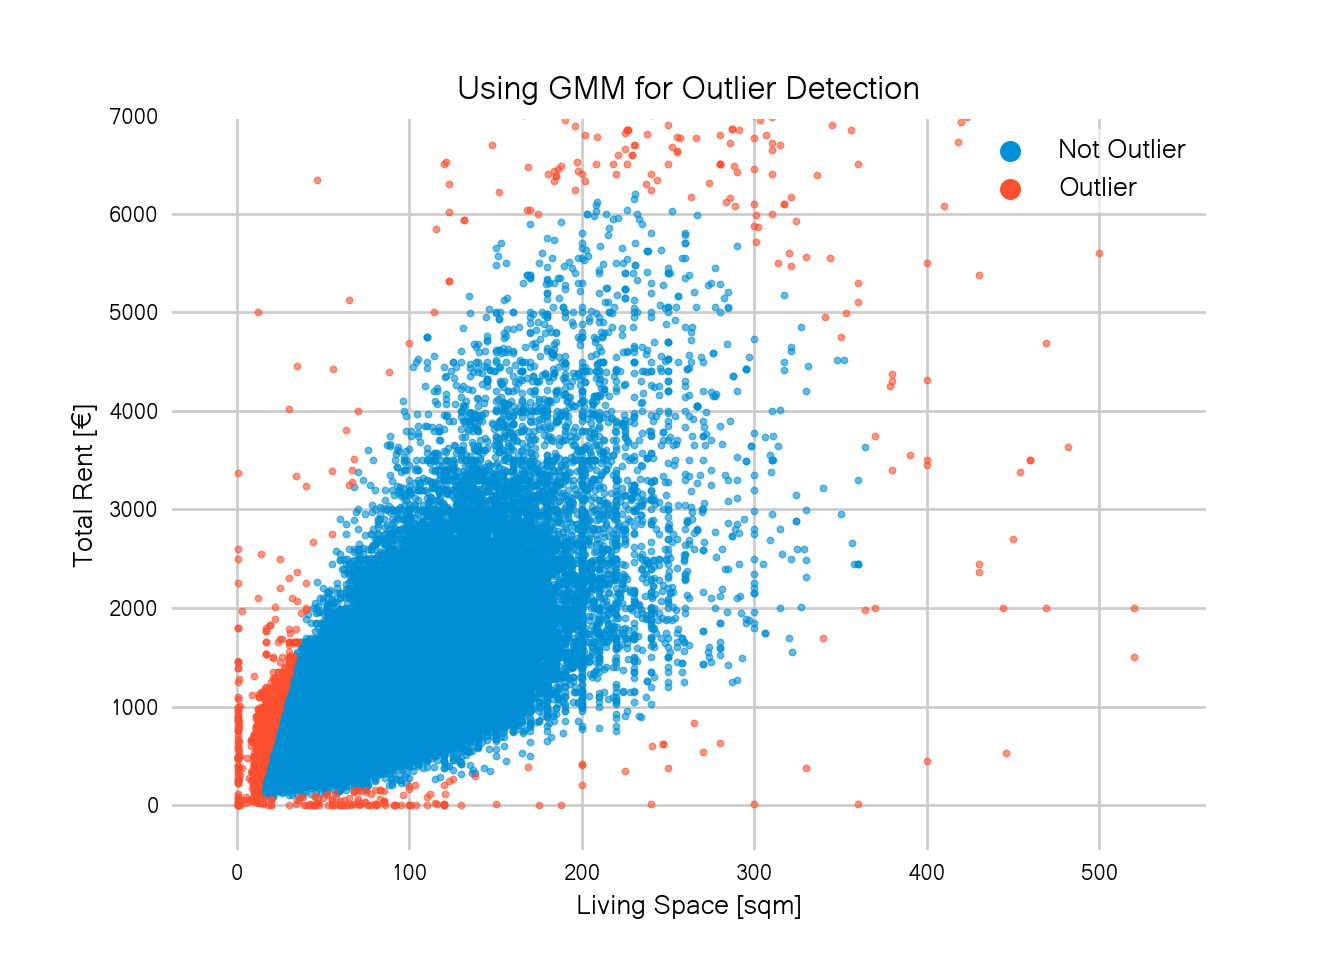 Using GMM for Outlier Detection
7000
6000
5000
4000
3000
2000
1000
0
Total Rent [€]
Not Outlier
Outlier
0 100 200 300 400 500
Living Space [sqm]